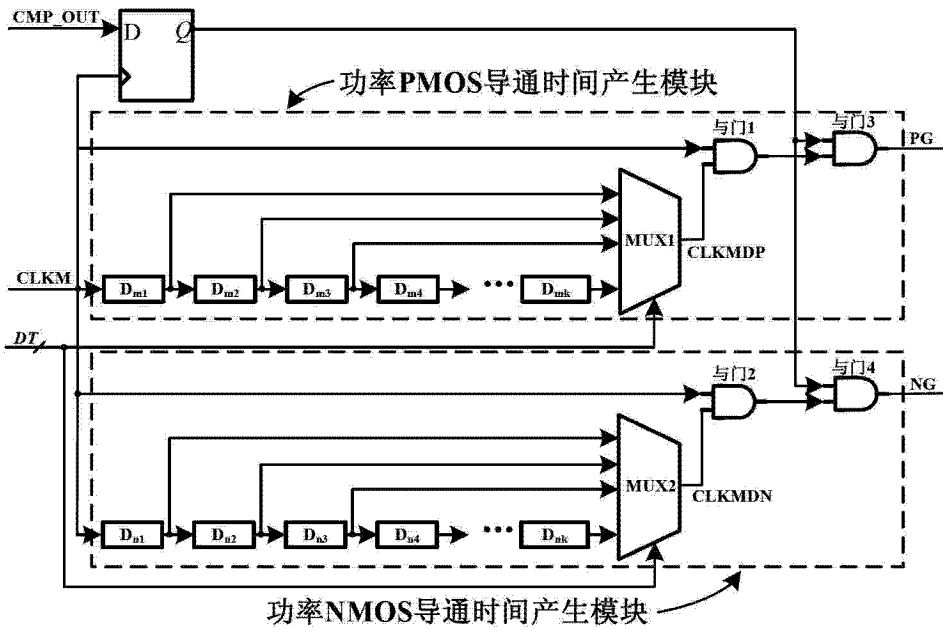 CMP_OUT
D Q
功率PMOS导通时间产生模块
与门1
与门3
PG
MUX1
CLKMDP
CLKM
Dm1 Dm2 Dm3 Dm4 ••• Dmk
DT
与门2
与门4
NG
MUX2
CLKMDN
Dn1 Dn2 Dn3 Dn4 ••• Dnk
功率NMOS导通时间产生模块